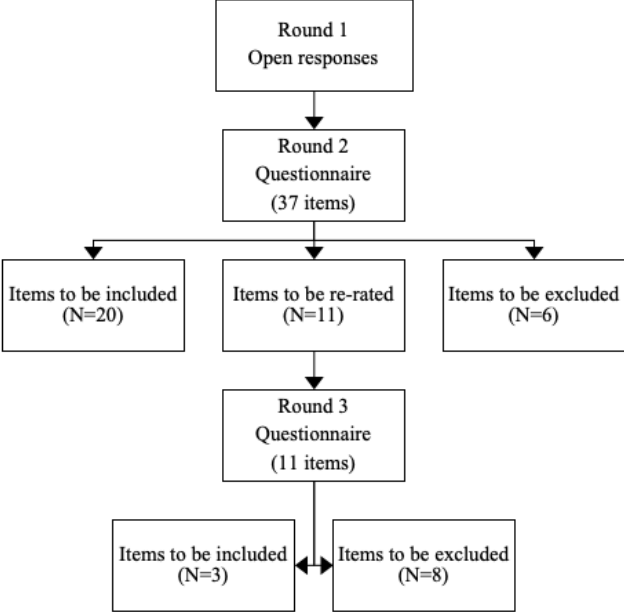 Round 1
Open responses
Round 2
Questionnaire
(37 items)
Items to be included
(N=20)
Items to be re-rated
(N=11)
Items to be excluded
(N=6)
Round 3
Questionnaire
(11 items)
Items to be included
(N=3)
Items to be excluded
(N=8)